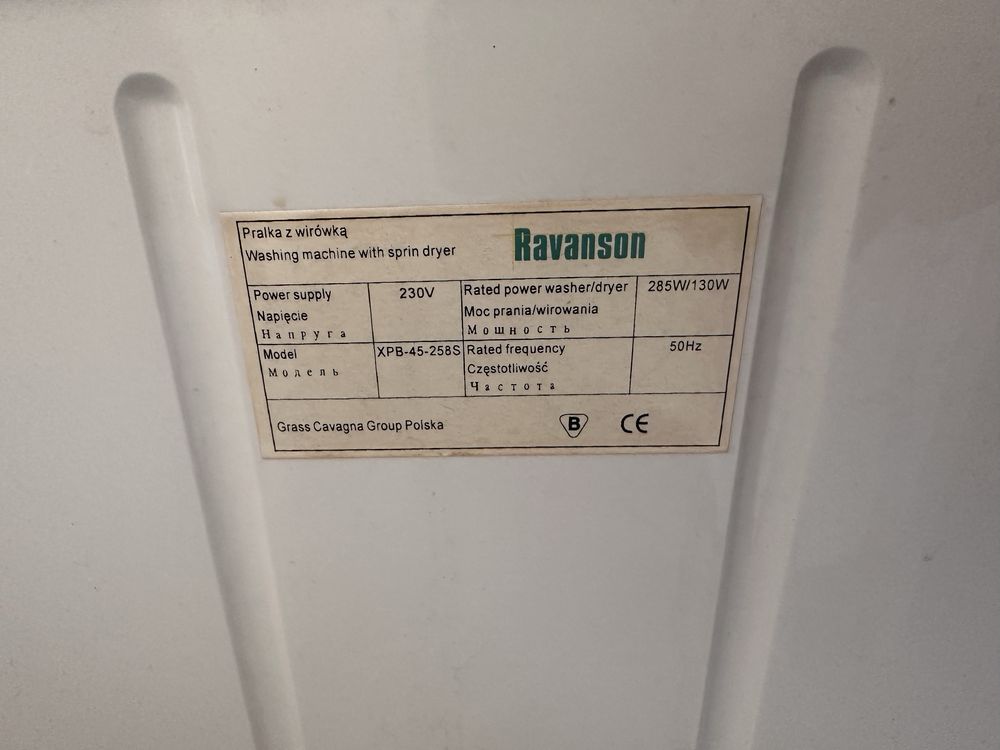 Pralka z wirówką
Washing machine with sprin dryer
Ravanson
Power supply
Napięcie
Напруга
230V
Rated power washer/dryer
Moc prania/wirowania
Мошность
285W/130W
Model
Модель
XPB-45-258S
Rated frequency
Częstotliwość
Частота
50Hz
Grass Cavagna Group Polska
B
CE